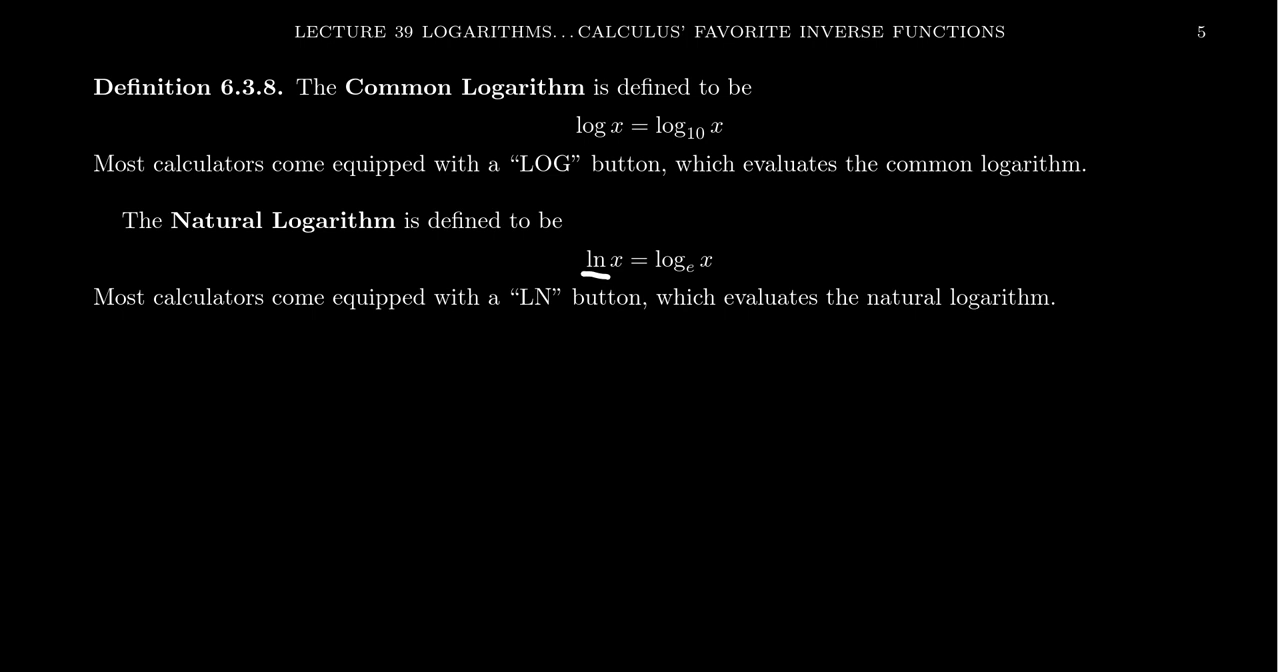 LECTURE 39 LOGARITHMS...CALCULUS' FAVORITE INVERSE FUNCTIONS 5
Definition 6.3.8. The Common Logarithm is defined to be
log x = log₁₀ x
Most calculators come equipped with a “LOG” button, which evaluates the common logarithm.
The Natural Logarithm is defined to be
ln x = logₑ x
Most calculators come equipped with a “LN” button, which evaluates the natural logarithm.